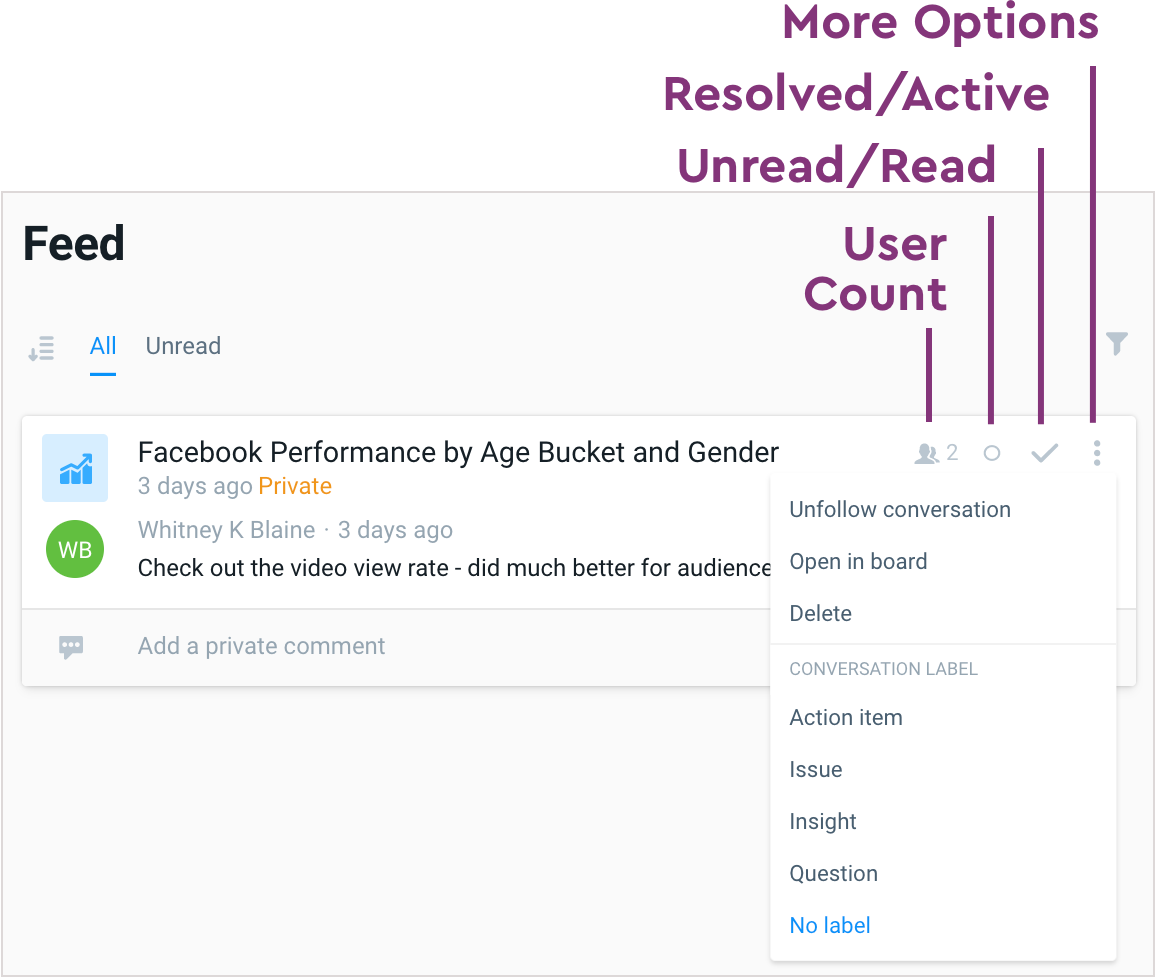 More Options
Resolved/Active
Unread/Read
User
Count
Feed
All Unread
Facebook Performance by Age Bucket and Gender 2
3 days ago Private
WB Whitney K Blaine · 3 days ago
Check out the video view rate - did much better for audience
Add a private comment
Unfollow conversation
Open in board
Delete
CONVERSATION LABEL
Action item
Issue
Insight
Question
No label